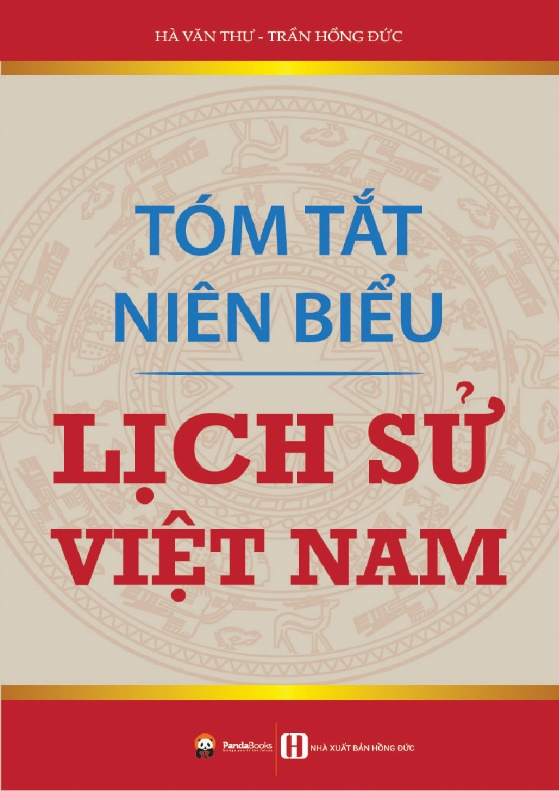 HÀ VĂN THƯ - TRẦN HỒNG ĐỨC
TÓM TẮT
NIÊN BIỂU
LỊCH SỬ
VIỆT NAM
PandaBooks
NHÀ XUẤT BẢN HỒNG ĐỨC